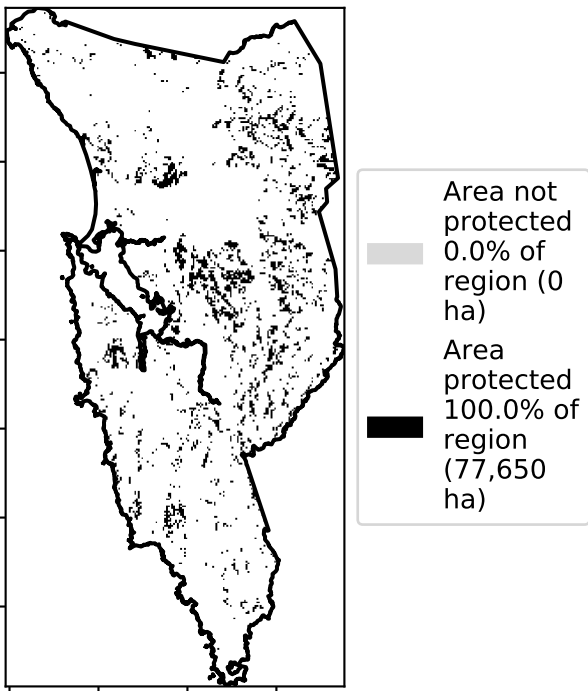 Area not
protected
0.0% of
region (0
ha)
Area
protected
100.0% of
region
(77,650
ha)